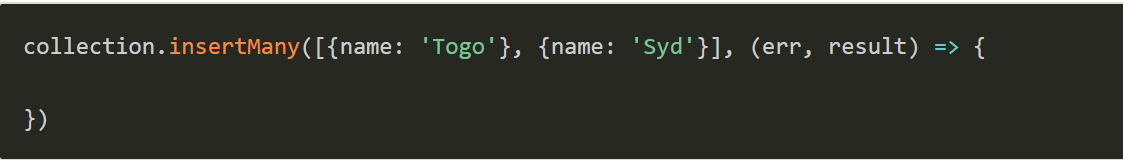 collection.insertMany([{name: 'Togo'}, {name: 'Syd'}], (err, result) => {
})